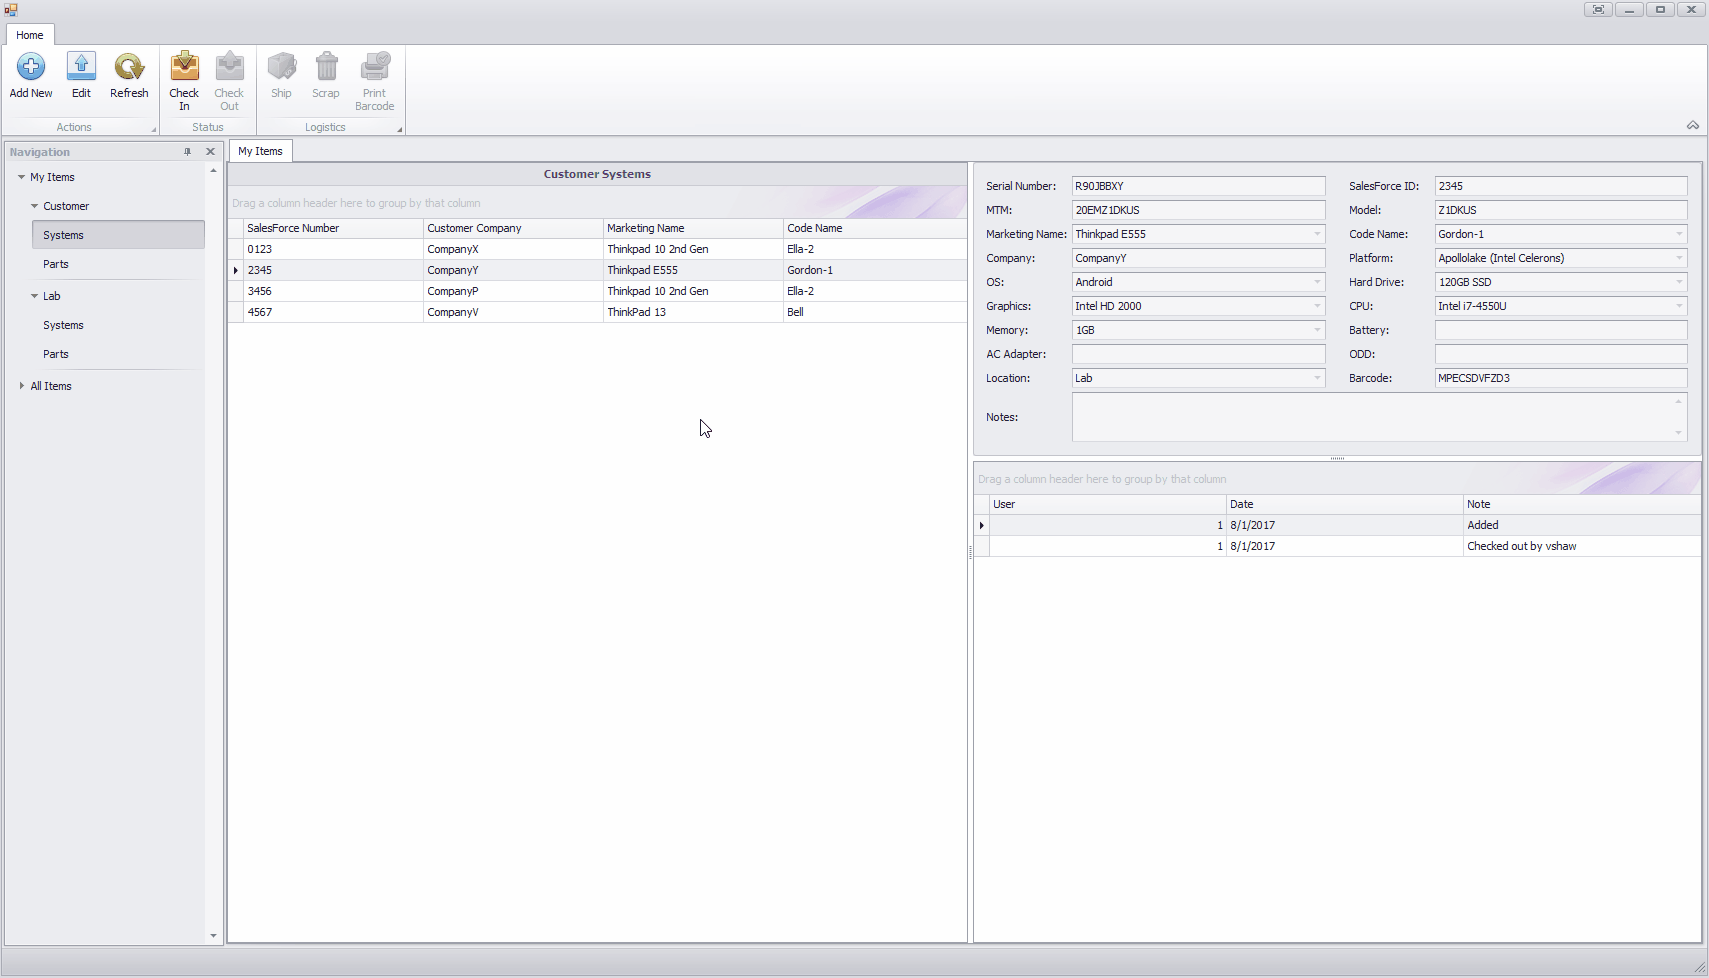 Home
Add New
Edit
Refresh
Check In
Check Out
Ship
Scrap
Print Barcode
Actions
Status
Logistics
Navigation
My Items
Customer
Systems
Parts
Lab
Systems
Parts
All Items
My Items
Customer Systems
Drag a column header here to group by that column
SalesForce Number Customer Company Marketing Name Code Name
0123 CompanyX Thinkpad 10 2nd Gen Ella-2
2345 CompanyY Thinkpad E555 Gordon-1
3456 CompanyP Thinkpad 10 2nd Gen Ella-2
4567 CompanyV ThinkPad 13 Bell
Serial Number: R90JBBXY SalesForce ID: 2345
MTM: 20EMZ1DKUS Model: Z1DKUS
Marketing Name: Thinkpad E555 Code Name: Gordon-1
Company: CompanyY Platform: Apollolake (Intel Celerons)
OS: Android Hard Drive: 120GB SSD
Graphics: Intel HD 2000 CPU: Intel i7-4550U
Memory: 1GB Battery:
AC Adapter: ODD:
Location: Lab Barcode: MPECSDVFZD3
Notes:
Drag a column header here to group by that column
User Date Note
1 8/1/2017 Added
1 8/1/2017 Checked out by vshaw